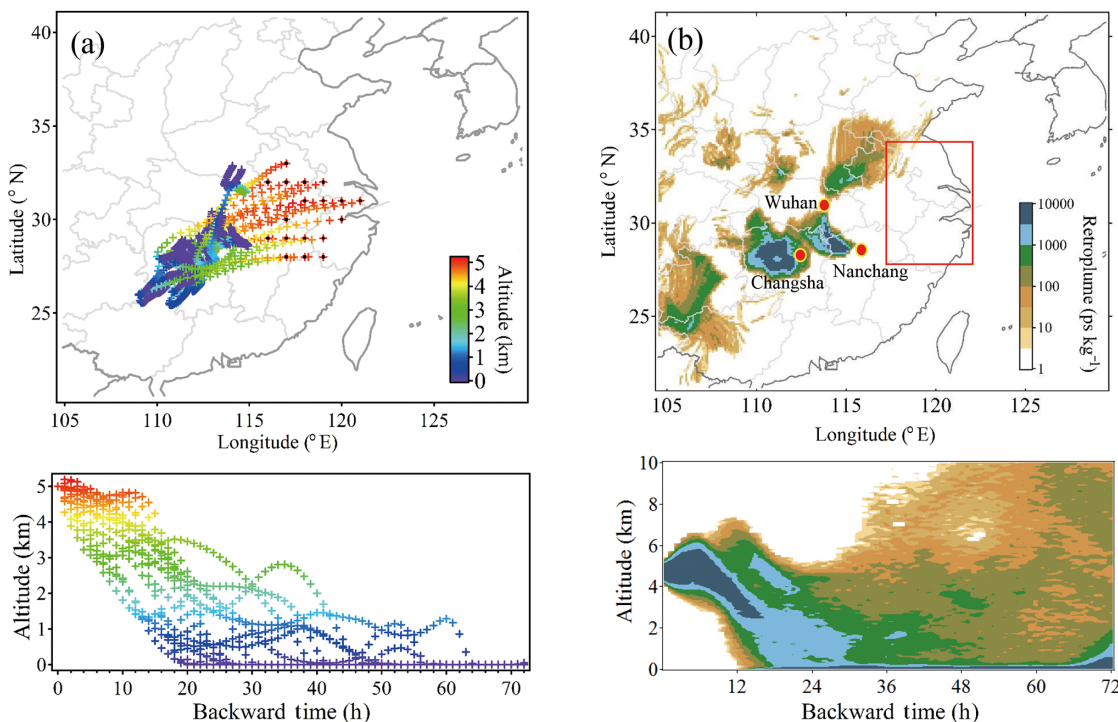 (a)
40
35
30
25
Latitude (° N)
105 110 115 120 125
Longitude (° E)
5
4
3
2
1
0
Altitude (km)
(b)
40
35
30
25
Latitude (° N)
105 110 115 120 125
Longitude (° E)
Wuhan
Changsha
Nanchang
10000
1000
100
10
1
Retroplume (ps kg⁻¹)
5
4
3
2
1
0
Altitude (km)
0 10 20 30 40 50 60 70
Backward time (h)
10
8
6
4
2
0
Altitude (km)
12 24 36 48 60 72
Backward time (h)